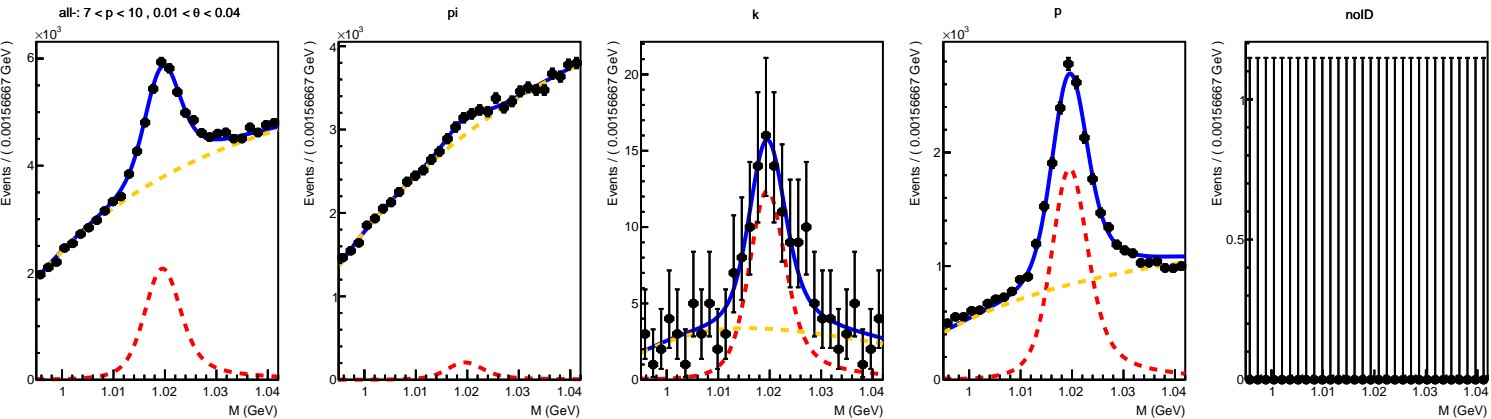 all-: 7 < p < 10 , 0.01 < θ < 0.04
×10³
Events / ( 0.00156667 GeV )
6
4
2
0
1 1.01 1.02 1.03 1.04
M (GeV)
pi
×10³
Events / ( 0.00156667 GeV )
4
3
2
1
0
1 1.01 1.02 1.03 1.04
M (GeV)
k
Events / ( 0.00156667 GeV )
20
15
10
5
0
1 1.01 1.02 1.03 1.04
M (GeV)
p
×10³
Events / ( 0.00156667 GeV )
2
1
0
1 1.01 1.02 1.03 1.04
M (GeV)
noID
Events / ( 0.00156667 GeV )
1
0.5
0
1 1.01 1.02 1.03 1.04
M (GeV)